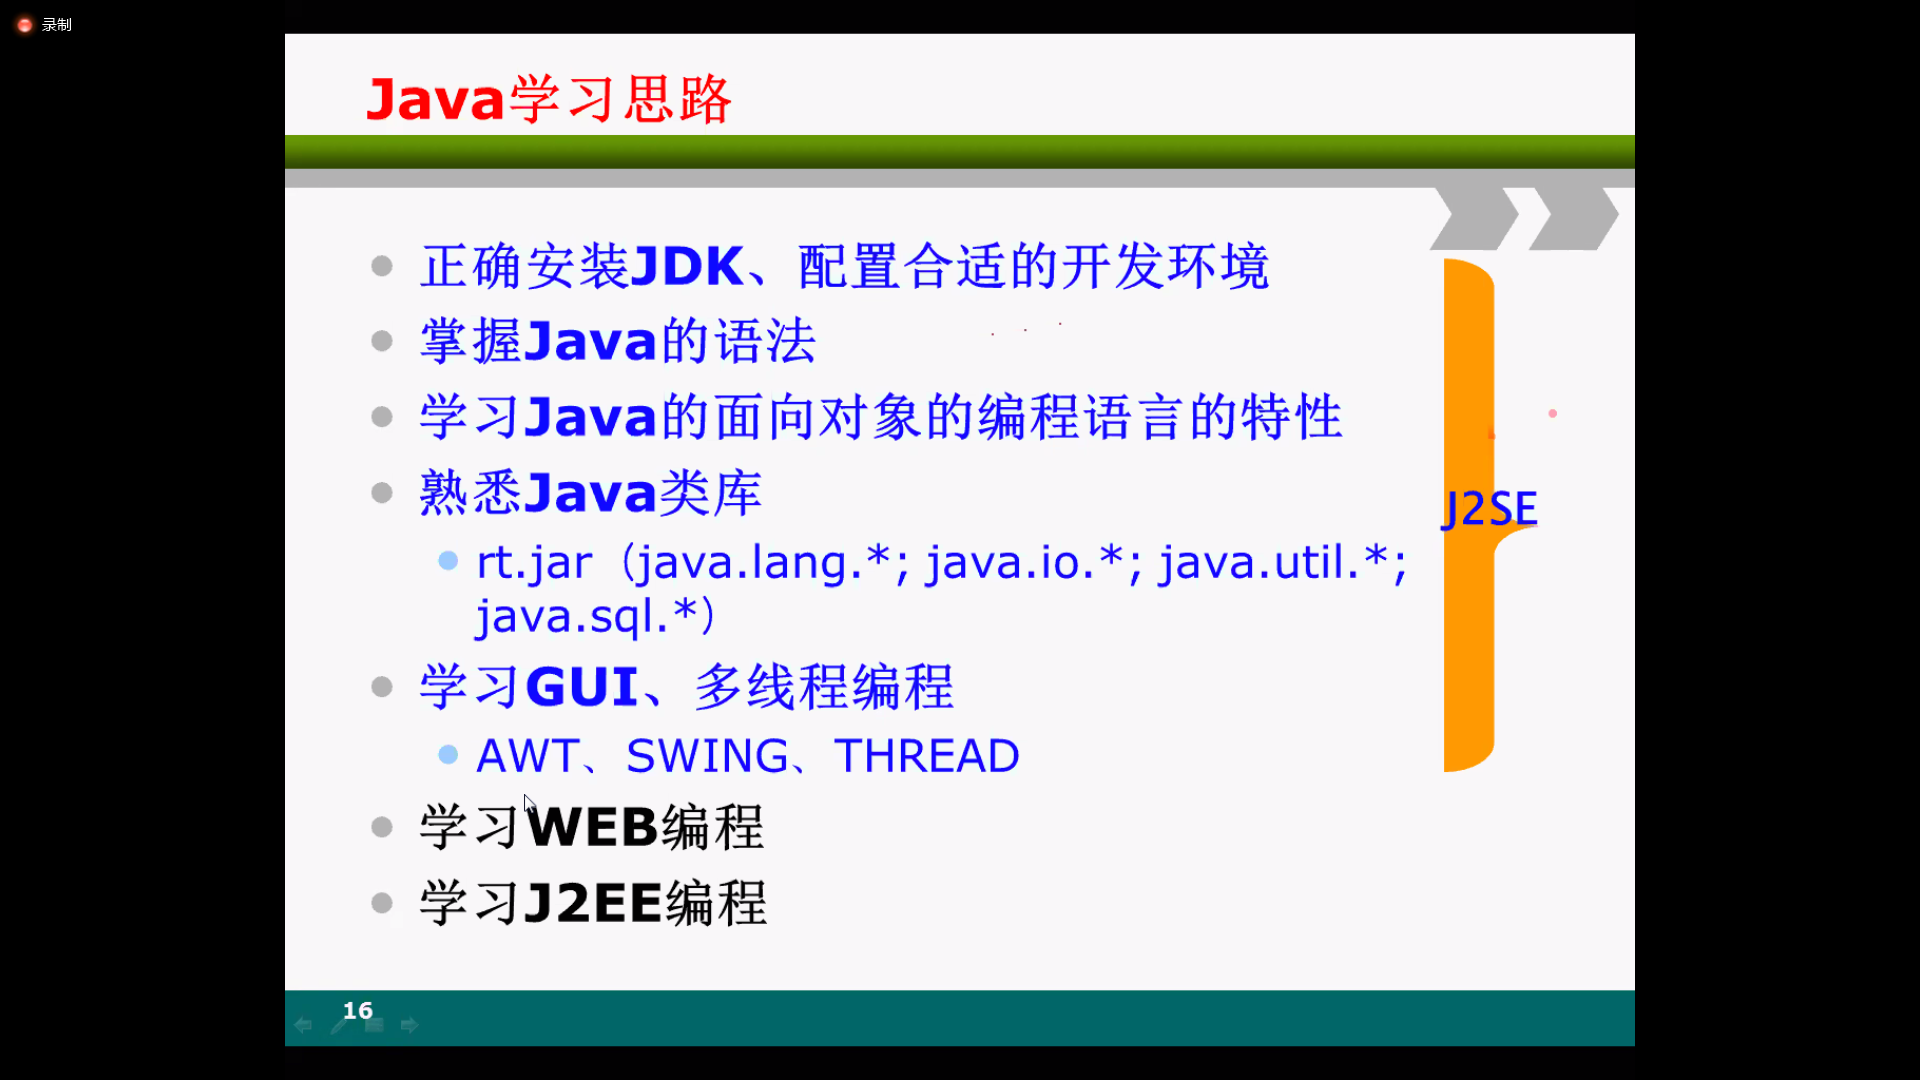 录制
Java学习思路
正确安装JDK、配置合适的开发环境
掌握Java的语法
学习Java的面向对象的编程语言的特性
熟悉Java类库
J2SE
rt.jar（java.lang.*; java.io.*; java.util.*;
java.sql.*）
学习GUI、多线程编程
AWT、SWING、THREAD
学习WEB编程
学习J2EE编程
16